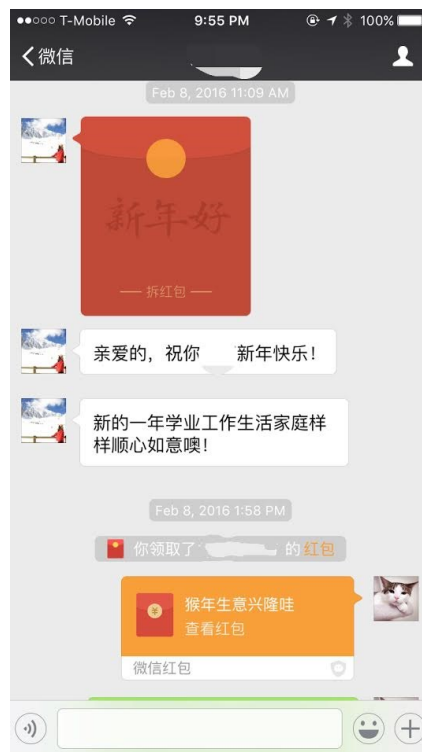 T-Mobile 9:55 PM 100%
微信
Feb 8, 2016 11:09 AM
新年好
拆红包
亲爱的，祝你 新年快乐！
新的一年学业工作生活家庭样
样顺心如意噢！
Feb 8, 2016 1:58 PM
你领取了 的红包
¥
猴年生意兴隆哇
查看红包
微信红包